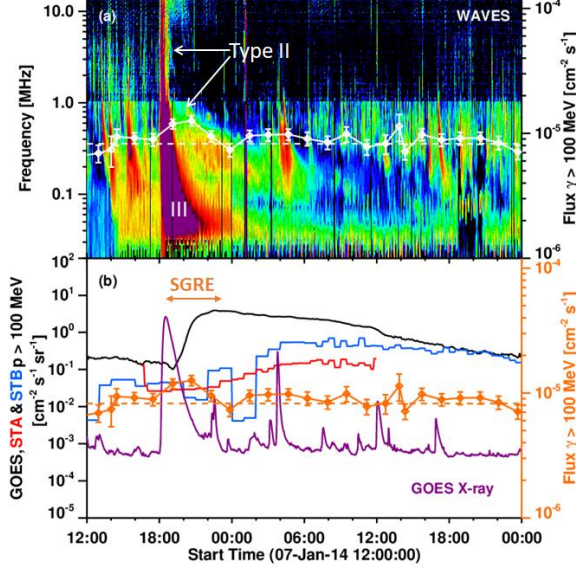 (a)
WAVES
Type II
III
10.0
1.0
0.1
Frequency [MHz]
10⁻⁴
10⁻⁵
10⁻⁶
Flux γ > 100 MeV [cm⁻² s⁻¹]
(b)
SGRE
GOES X-ray
10²
10¹
10⁰
10⁻¹
10⁻²
10⁻³
10⁻⁴
10⁻⁵
GOES, STA & STB p > 100 MeV
[cm⁻² s⁻¹ sr⁻¹]
10⁻⁴
10⁻⁵
10⁻⁶
Flux γ > 100 MeV [cm⁻² s⁻¹]
12:00 18:00 00:00 06:00 12:00 18:00 00:00
Start Time (07-Jan-14 12:00:00)